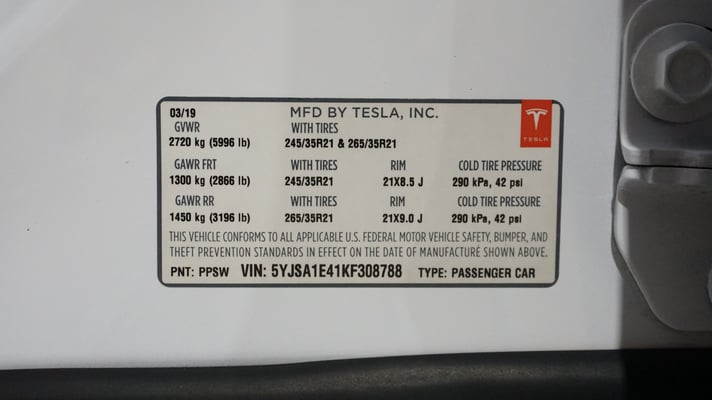 03/19 MFD BY TESLA, INC.
GVWR WITH TIRES
2720 kg (5996 lb) 245/35R21 & 265/35R21
TESLA
GAWR FRT WITH TIRES RIM COLD TIRE PRESSURE
1300 kg (2866 lb) 245/35R21 21X8.5 J 290 kPa, 42 psi
GAWR RR WITH TIRES RIM COLD TIRE PRESSURE
1450 kg (3196 lb) 265/35R21 21X9.0 J 290 kPa, 42 psi
THIS VEHICLE CONFORMS TO ALL APPLICABLE U.S. FEDERAL MOTOR VEHICLE SAFETY, BUMPER, AND
THEFT PREVENTION STANDARDS IN EFFECT ON THE DATE OF MANUFACTURE SHOWN ABOVE.
PNT: PPSW VIN: 5YJSA1E41KF308788 TYPE: PASSENGER CAR